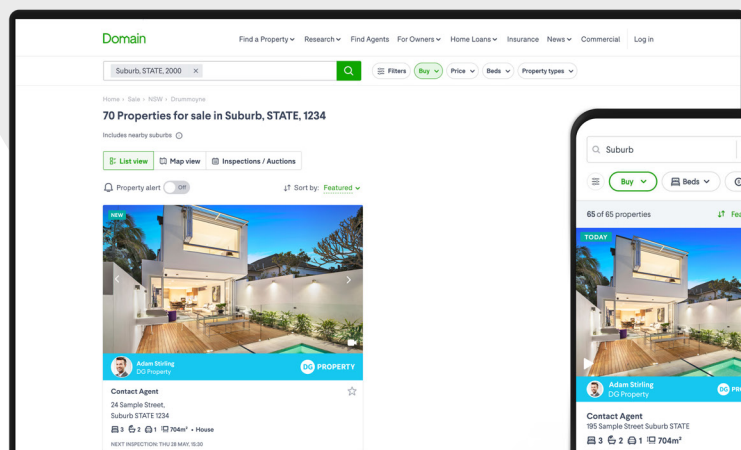 Domain
Find a Property Research Find Agents For Owners Home Loans Insurance News Commercial Log in
Suburb, STATE, 2000 ×
Filters Buy Price Beds Property types
Home › Sale › NSW › Drummoyne
70 Properties for sale in Suburb, STATE, 1234
Includes nearby suburbs
List view Map view Inspections / Auctions
Property alert Off Sort by: Featured
NEW
Adam Stirling
DG Property
DG PROPERTY
Contact Agent
24 Sample Street,
Suburb STATE 1234
3 2 1 704m² • House
NEXT INSPECTION: THU 28 MAY, 15:30
Suburb
Buy Beds
65 of 65 properties Fea
TODAY
Adam Stirling
DG Property
DG PRO
Contact Agent
195 Sample Street Suburb STATE
3 2 1 704m²